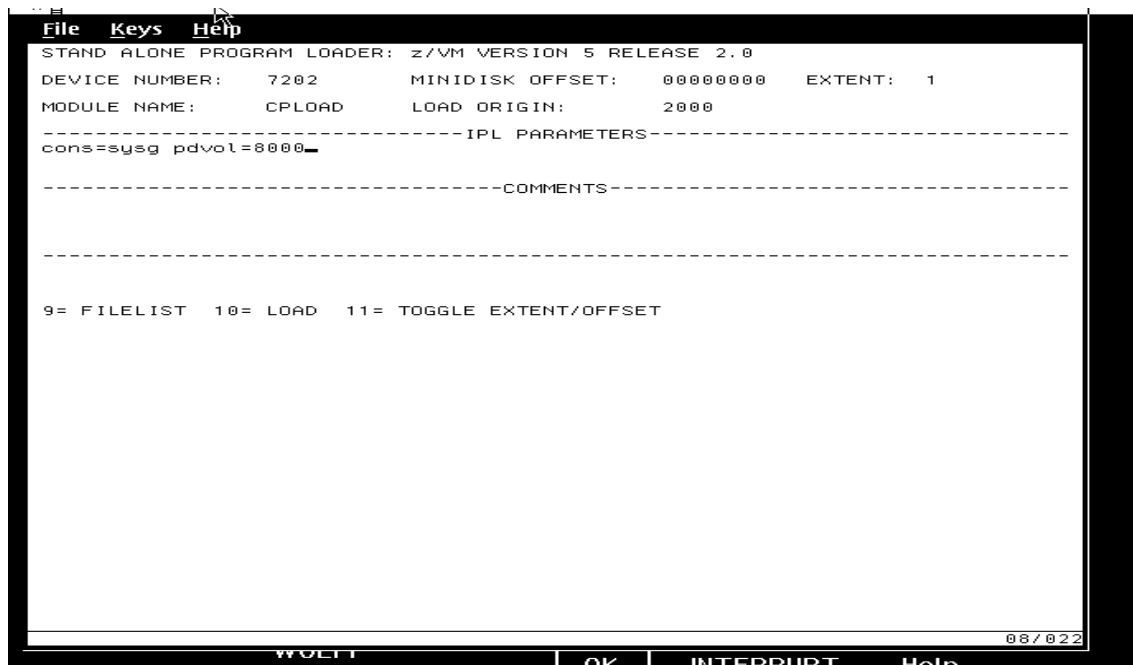 File Keys Help
STAND ALONE PROGRAM LOADER: z/VM VERSION 5 RELEASE 2.0
DEVICE NUMBER: 7202 MINIDISK OFFSET: 00000000 EXTENT: 1
MODULE NAME: CPLOAD LOAD ORIGIN: 2000
--------------------------------IPL PARAMETERS--------------------------------
cons=sysg pdvol=8000
-----------------------------------COMMENTS-----------------------------------
------------------------------------------------------------------------------
9= FILELIST 10= LOAD 11= TOGGLE EXTENT/OFFSET
08/022
OK INTERRUPT Help